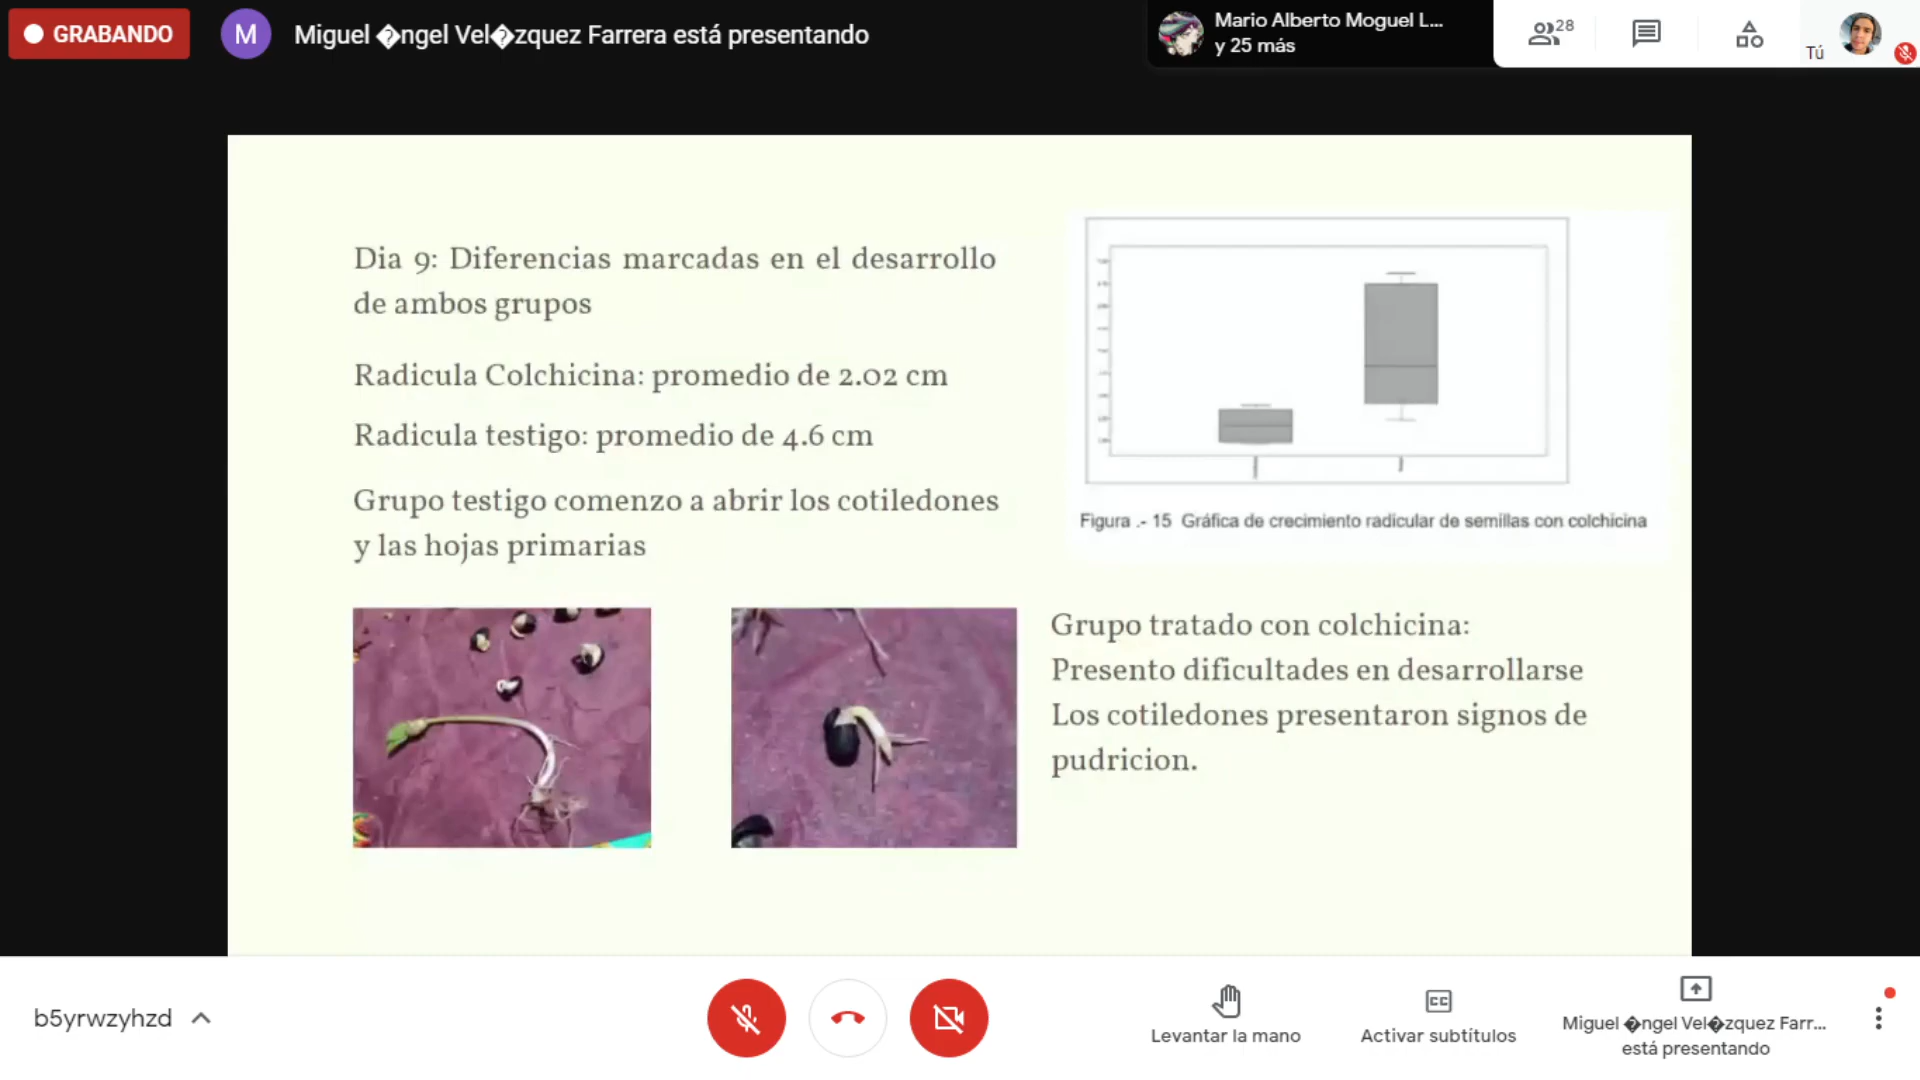 GRABANDO
M
Miguel �ngel Vel�zquez Farrera está presentando
Mario Alberto Moguel L...
y 25 más
28
Tú
Dia 9: Diferencias marcadas en el desarrollo
de ambos grupos
Radicula Colchicina: promedio de 2.02 cm
Radicula testigo: promedio de 4.6 cm
Grupo testigo comenzo a abrir los cotiledones
y las hojas primarias
Figura .- 15 Gráfica de crecimiento radicular de semillas con colchicina
Grupo tratado con colchicina:
Presento dificultades en desarrollarse
Los cotiledones presentaron signos de
pudricion.
b5yrwzyhzd
Levantar la mano
CC
Activar subtítulos
Miguel �ngel Vel�zquez Farr...
está presentando